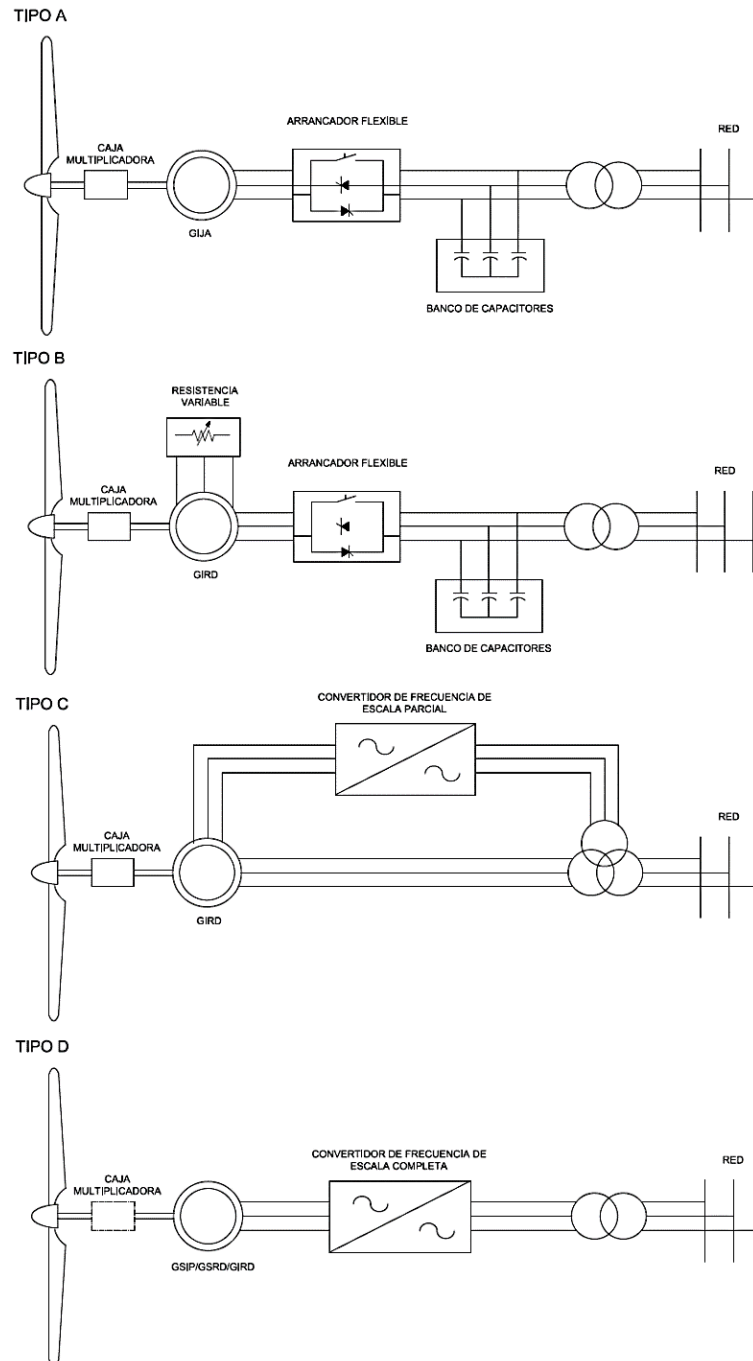 TIPO A
ARRANCADOR FLEXIBLE
RED
CAJA
MULTIPLICADORA
GIJA
BANCO DE CAPACITORES
TIPO B
RESISTENCIA
VARIABLE
ARRANCADOR FLEXIBLE
RED
CAJA
MULTIPLICADORA
GIRD
BANCO DE CAPACITORES
TIPO C
CONVERTIDOR DE FRECUENCIA DE
ESCALA PARCIAL
RED
CAJA
MULTIPLICADORA
GIRD
TIPO D
CONVERTIDOR DE FRECUENCIA DE
ESCALA COMPLETA
RED
CAJA
MULTIPLICADORA
GSIP/GSRD/GIRD